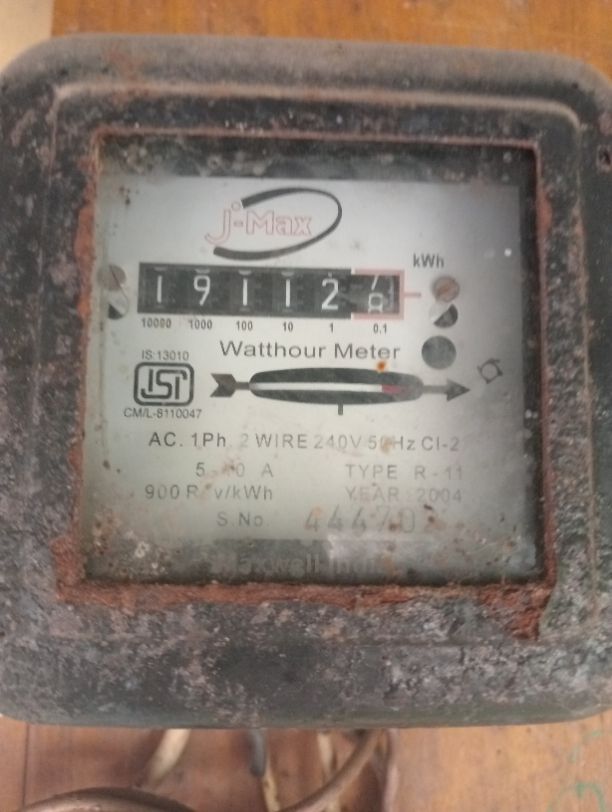 j-Max
kWh
1 9 1 1 2
10000 1000 100 10 1 0.1
Watthour Meter
IS:13010
ISI
CM/L-8110047
AC. 1Ph. 2 WIRE 240V 50Hz Cl-2
A TYPE R-11
900 Rev/kWh YEAR: 2004
S.No. 44470